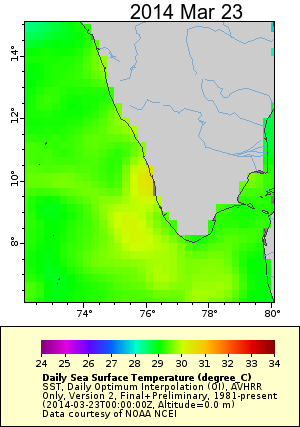 2014 Mar 23
14°
12°
10°
8°
74° 76° 78° 80°
24 25 26 27 28 29 30 31 32 33 34
Daily Sea Surface Temperature (degree_C)
SST, Daily Optimum Interpolation (OI), AVHRR
Only, Version 2, Final+Preliminary, 1981-present
(2014-03-23T00:00:00Z, Altitude=0.0 m)
Data courtesy of NOAA NCEI